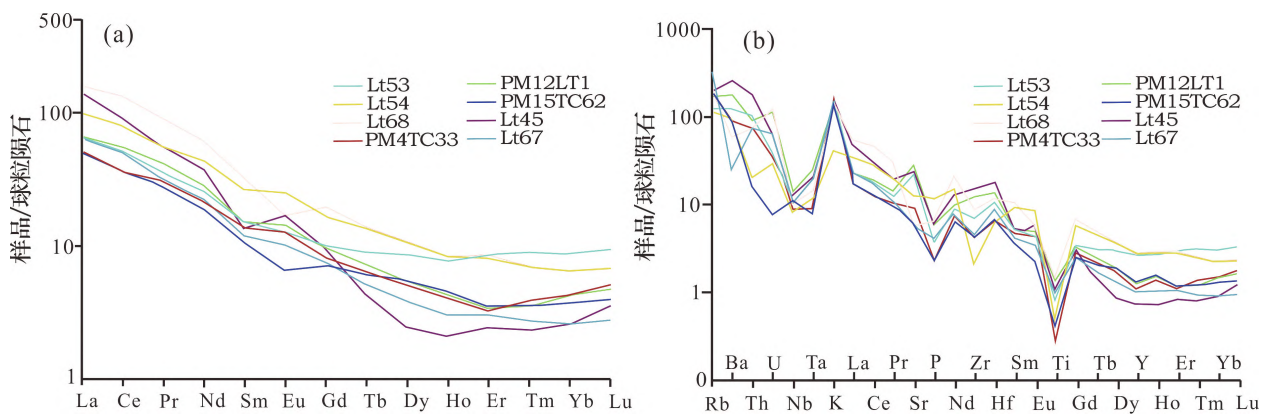 (a)
样品/球粒陨石
500
100
10
1
Lt53
Lt54
Lt68
PM4TC33
PM12LT1
PM15TC62
Lt45
Lt67
La Ce Pr Nd Sm Eu Gd Tb Dy Ho Er Tm Yb Lu
(b)
样品/球粒陨石
1000
100
10
1
0
Lt53
Lt54
Lt68
PM4TC33
PM12LT1
PM15TC62
Lt45
Lt67
Ba U Ta La Pr P Zr Sm Ti Tb Y Er Yb
Rb Th Nb K Ce Sr Nd Hf Eu Gd Dy Ho Tm Lu